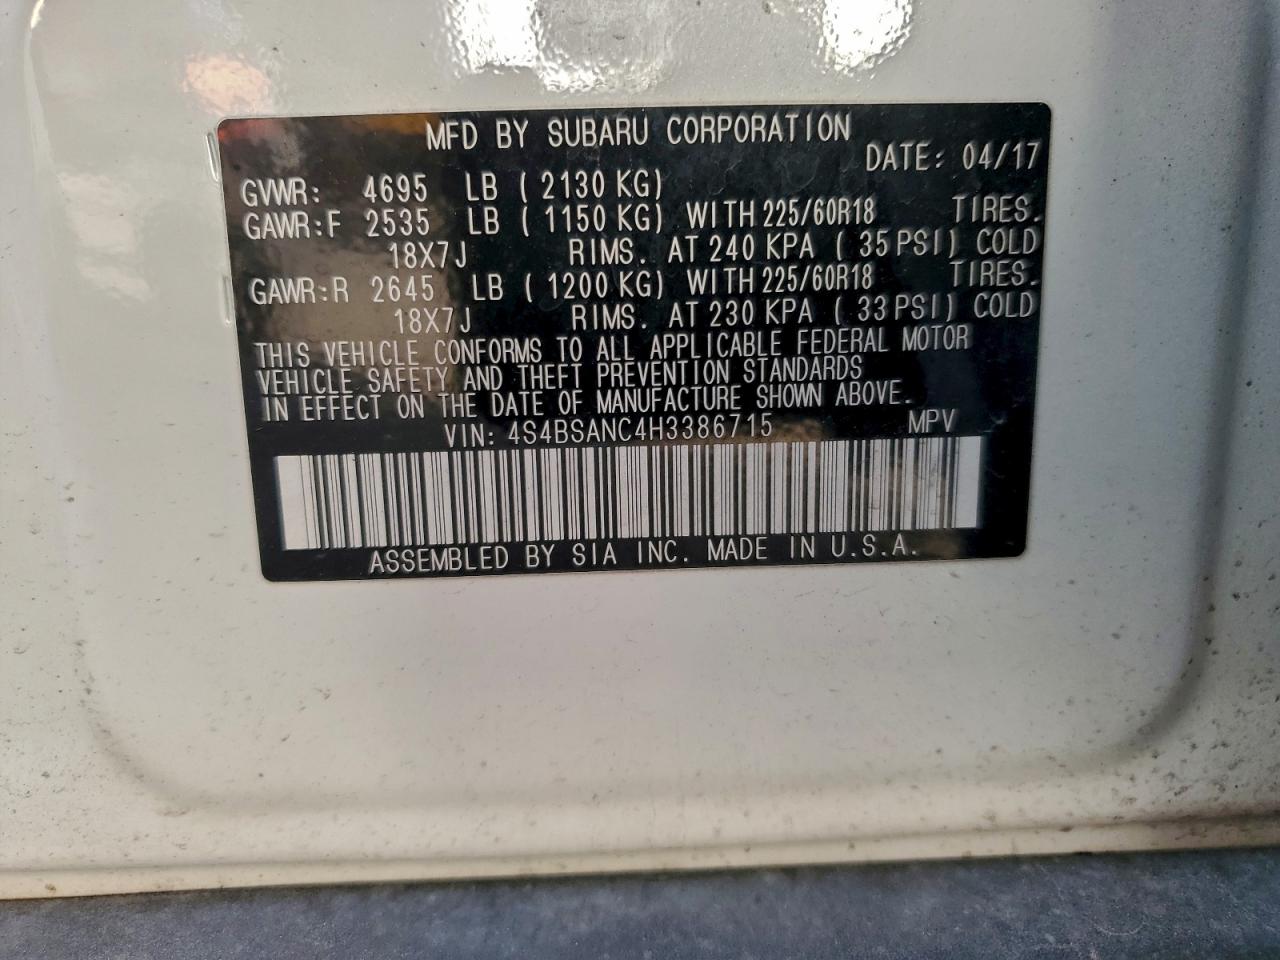 MFD BY SUBARU CORPORATION
DATE: 04/17
GVWR: 4695 LB ( 2130 KG)
GAWR:F 2535 LB ( 1150 KG) WITH 225/60R18 TIRES.
18X7J RIMS. AT 240 KPA ( 35 PSI) COLD
GAWR:R 2645 LB ( 1200 KG) WITH 225/60R18 TIRES.
18X7J RIMS. AT 230 KPA ( 33 PSI) COLD
THIS VEHICLE CONFORMS TO ALL APPLICABLE FEDERAL MOTOR
VEHICLE SAFETY AND THEFT PREVENTION STANDARDS
IN EFFECT ON THE DATE OF MANUFACTURE SHOWN ABOVE.
VIN: 4S4BSANC4H3386715 MPV
ASSEMBLED BY SIA INC. MADE IN U.S.A.